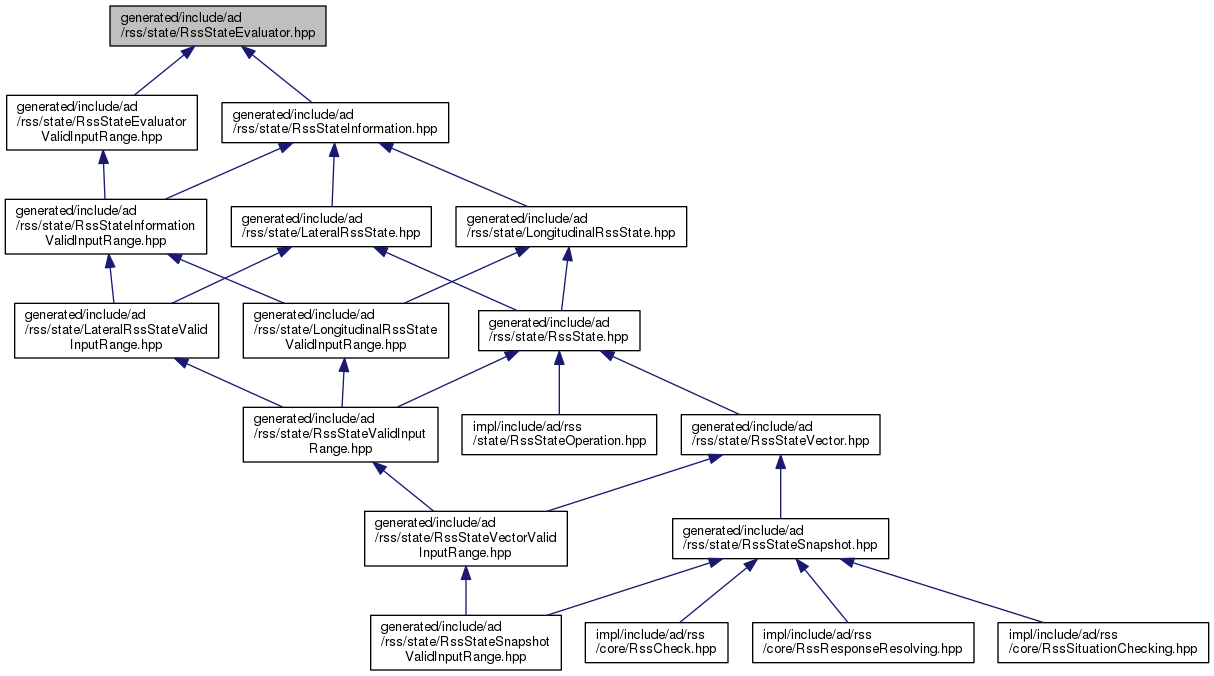 generated/include/ad
/rss/state/RssStateEvaluator.hpp
generated/include/ad
/rss/state/RssStateEvaluator
ValidInputRange.hpp
generated/include/ad
/rss/state/RssStateInformation.hpp
generated/include/ad
/rss/state/RssStateInformation
ValidInputRange.hpp
generated/include/ad
/rss/state/LateralRssState.hpp
generated/include/ad
/rss/state/LongitudinalRssState.hpp
generated/include/ad
/rss/state/LateralRssStateValid
InputRange.hpp
generated/include/ad
/rss/state/LongitudinalRssState
ValidInputRange.hpp
generated/include/ad
/rss/state/RssState.hpp
generated/include/ad
/rss/state/RssStateValidInput
Range.hpp
impl/include/ad/rss
/state/RssStateOperation.hpp
generated/include/ad
/rss/state/RssStateVector.hpp
generated/include/ad
/rss/state/RssStateVectorValid
InputRange.hpp
generated/include/ad
/rss/state/RssStateSnapshot.hpp
generated/include/ad
/rss/state/RssStateSnapshot
ValidInputRange.hpp
impl/include/ad/rss
/core/RssCheck.hpp
impl/include/ad/rss
/core/RssResponseResolving.hpp
impl/include/ad/rss
/core/RssSituationChecking.hpp